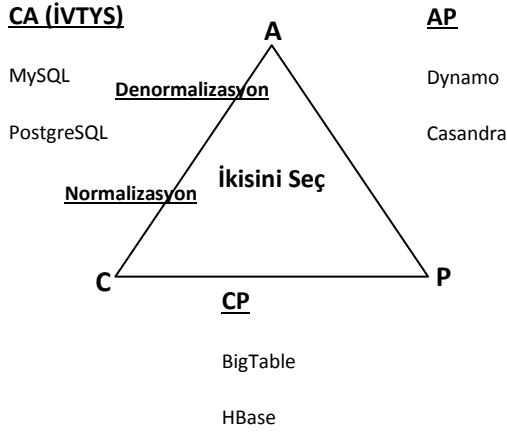 CA (İVTYS)
A
AP
MySQL
Denormalizasyon
Dynamo
PostgreSQL
Casandra
İkisini Seç
Normalizasyon
C
P
CP
BigTable
HBase